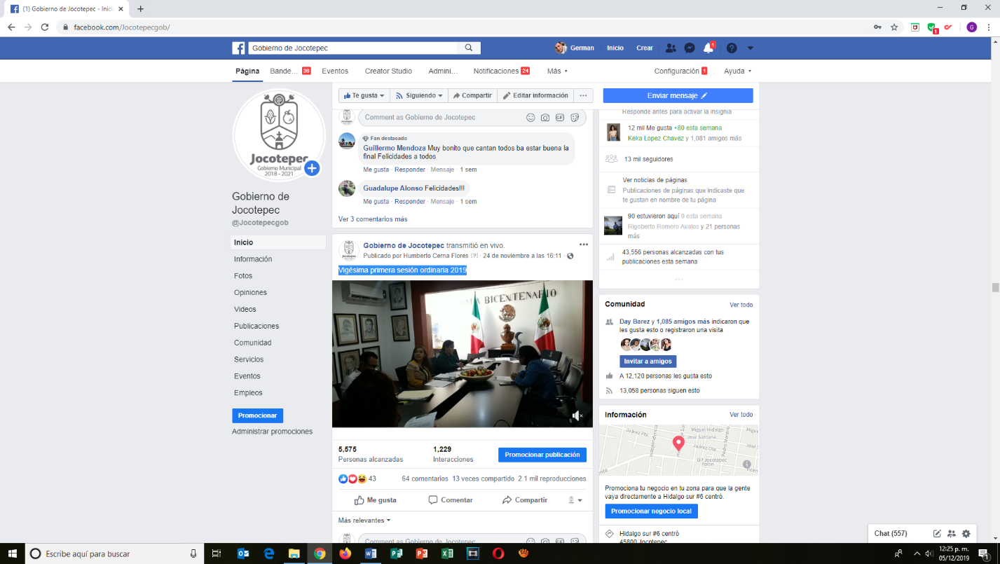 (1) Gobierno de Jocotepec - Inici
facebook.com/Jocotepecgob/
1
G
Gobierno de Jocotepec
German
Inicio
Crear
1
Página
Bande... 36
Eventos
Creator Studio
Admini...
Notificaciones 24
Más
Configuración 1
Ayuda
Te gusta
Siguiendo
Compartir
Editar información
Enviar mensaje
Jocotepec
Gobierno Municipal
2018 - 2021
Gobierno de
Jocotepec
@Jocotepecgob
Inicio
Información
Fotos
Opiniones
Videos
Publicaciones
Comunidad
Servicios
Eventos
Empleos
Promocionar
Administrar promociones
Comment as Gobierno de Jocotepec
Fan destacado
Guillermo Mendoza Muy bonito que cantan todos ba estar buena la
final Felicidades a todos
Me gusta · Responder · Mensaje · 1 sem
Guadalupe Alonso Felicidades!!!
Me gusta · Responder · Mensaje · 1 sem
Ver 3 comentarios más
Gobierno de Jocotepec transmitió en vivo.
Publicado por Humberto Cerna Flores [?] · 24 de noviembre a las 16:11 ·
Vigésima primera sesión ordinaria 2019
BICENTENARIO
5,575
Personas alcanzadas
1,229
Interacciones
Promocionar publicación
43
64 comentarios 13 veces compartido 2.1 mil reproducciones
Me gusta
Comentar
Compartir
Más relevantes
Comment as Gobierno de Jocotepec
Responde antes para activar la insignia
12 mil Me gusta +80 esta semana
Keka Lopez Chavez y 1,081 amigos más
13 mil seguidores
Ver noticias de páginas
Publicaciones de páginas que indicaste que
te gustan en nombre de tu página
90 estuvieron aquí 0 esta semana
Rigoberto Romero Avalos y 21 personas
más
43,556 personas alcanzadas con tus
publicaciones esta semana
Comunidad
Ver todo
Day Barez y 1,085 amigos más indicaron que
les gusta esto o registraron una visita
Invitar a amigos
A 12,120 personas les gusta esto
13,058 personas siguen esto
Información
Ver todo
Juárez Pte.
Independencia
Miguel Hidalgo
José Santana
Juárez Ote.
Pedro Moreno
Dif Jocotepec
Yoltin
Promociona tu negocio en tu zona para que la gente
vaya directamente a Hidalgo sur #6 centró.
Promocionar negocio local
Hidalgo sur #6 centró
45800 Jocotepec
Chat (557)
Escribe aquí para buscar
12:25 p. m.
05/12/2019
1